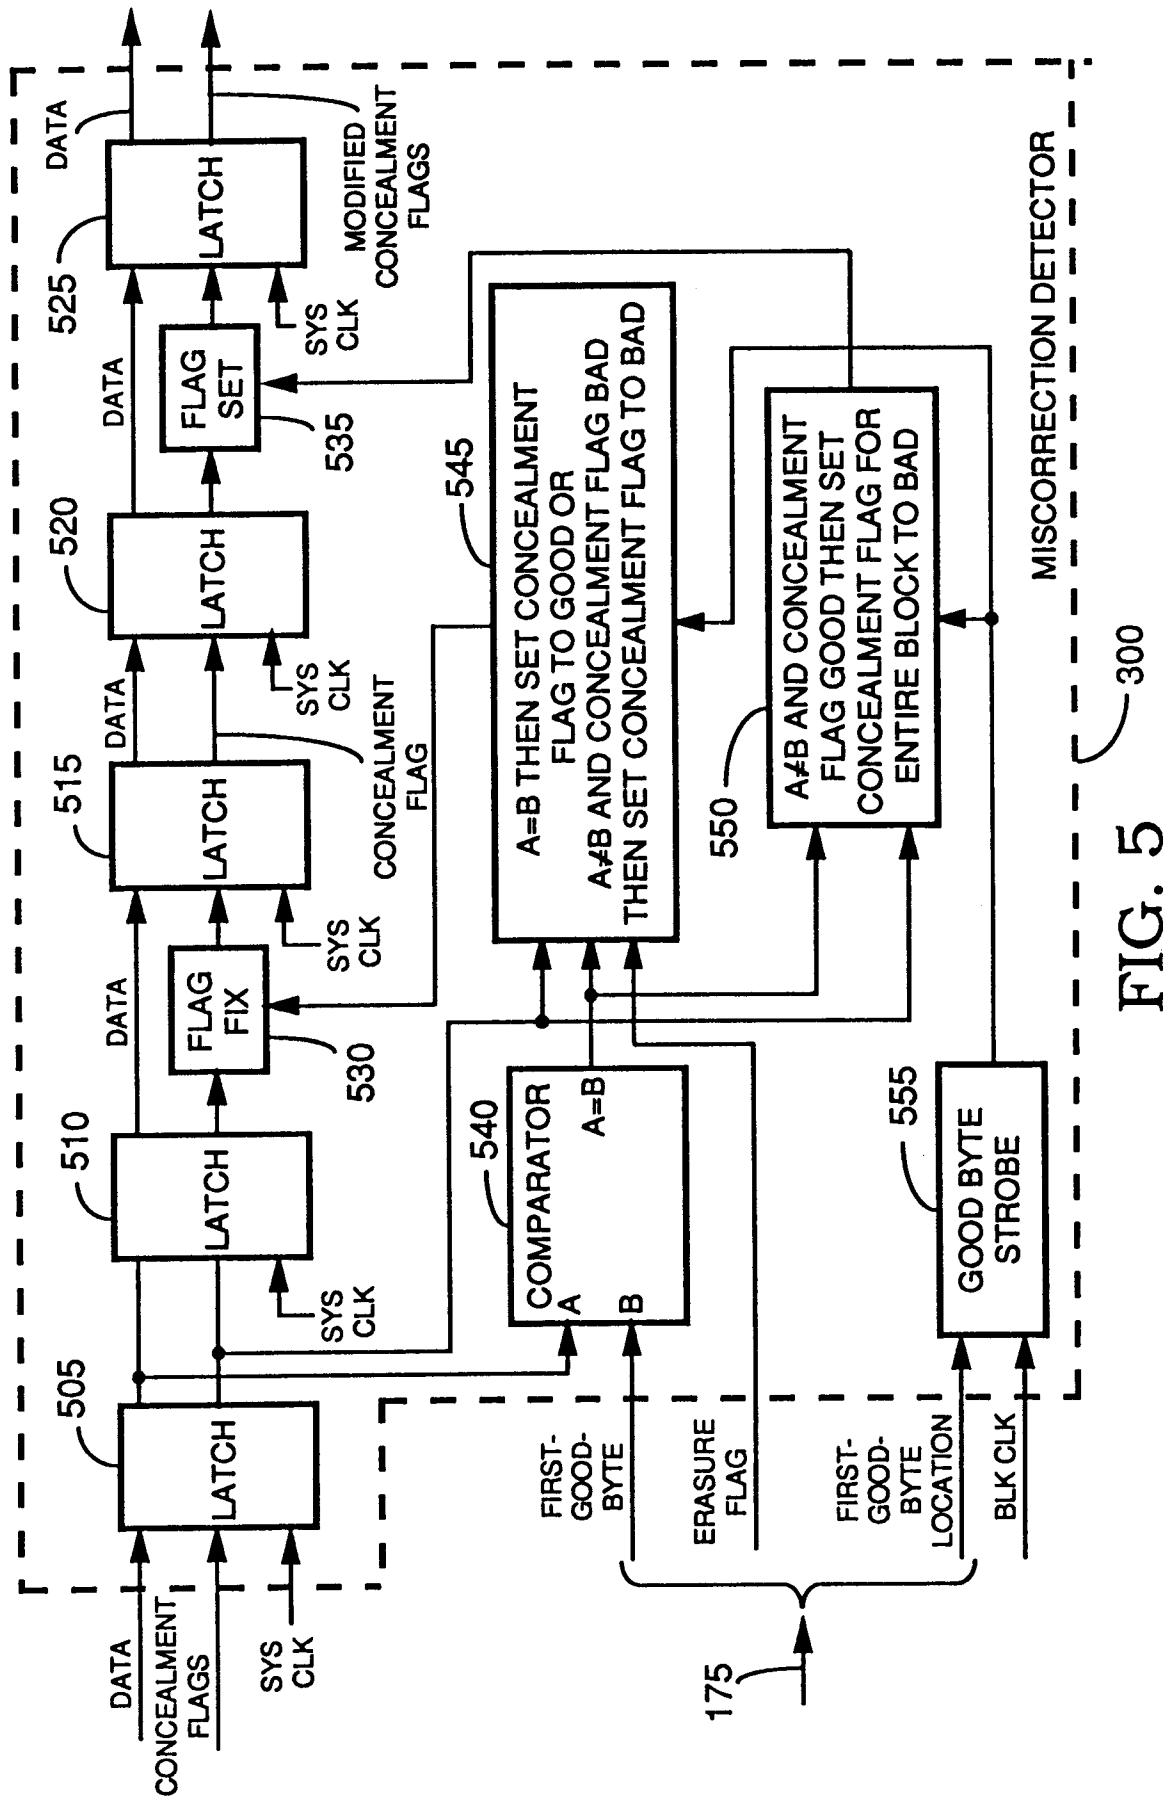 DATA
CONCEALMENT
FLAGS
SYS
CLK
505
LATCH
510
LATCH
SYS
CLK
DATA
FLAG
FIX
530
515
LATCH
SYS
CLK
DATA
CONCEALMENT
FLAG
520
LATCH
SYS
CLK
DATA
FLAG
SET
535
525
LATCH
SYS
CLK
DATA
MODIFIED
CONCEALMENT
FLAGS
540
COMPARATOR
A
B
A=B
545
A=B THEN SET CONCEALMENT
FLAG TO GOOD OR
A≠B AND CONCEALMENT FLAG BAD
THEN SET CONCEALMENT FLAG TO BAD
550
A≠B AND CONCEALMENT
FLAG GOOD THEN SET
CONCEALMENT FLAG FOR
ENTIRE BLOCK TO BAD
555
GOOD BYTE
STROBE
FIRST-
GOOD-
BYTE
ERASURE
FLAG
FIRST-
GOOD-
BYTE
LOCATION
BLK CLK
175
MISCORRECTION DETECTOR
300
FIG. 5